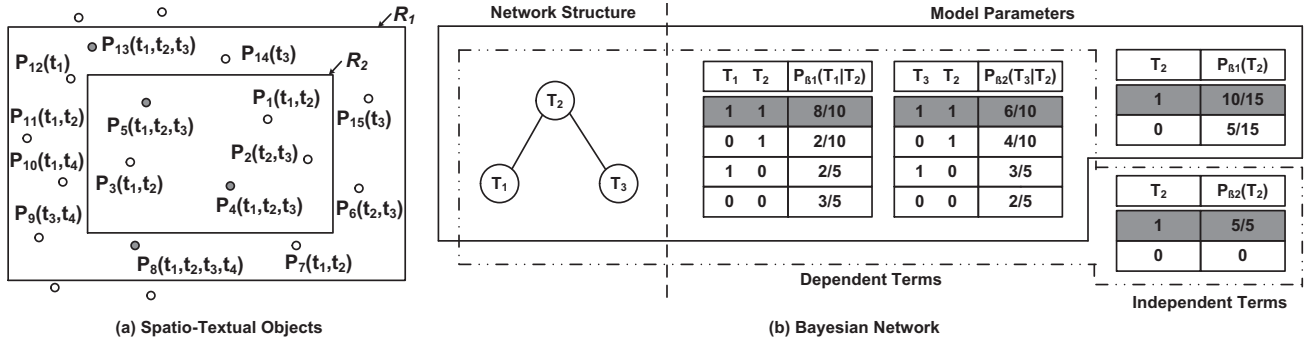 R₁
P₁₃(t₁,t₂,t₃)
P₁₄(t₃)
P₁₂(t₁)
R₂
P₁(t₁,t₂)
P₁₅(t₃)
P₁₁(t₁,t₂)
P₅(t₁,t₂,t₃)
P₂(t₂,t₃)
P₁₀(t₁,t₄)
P₃(t₁,t₂)
P₄(t₁,t₂,t₃)
P₆(t₂,t₃)
P₉(t₃,t₄)
P₈(t₁,t₂,t₃,t₄)
P₇(t₁,t₂)
(a) Spatio-Textual Objects
Network Structure
Model Parameters
T₂
T₁
T₃
T₁ T₂ Pß₁(T₁|T₂)
1 1 8/10
0 1 2/10
1 0 2/5
0 0 3/5
T₃ T₂ Pß₂(T₃|T₂)
1 1 6/10
0 1 4/10
1 0 3/5
0 0 2/5
T₂ Pß₁(T₂)
1 10/15
0 5/15
T₂ Pß₂(T₂)
1 5/5
0 0
Dependent Terms
Independent Terms
(b) Bayesian Network